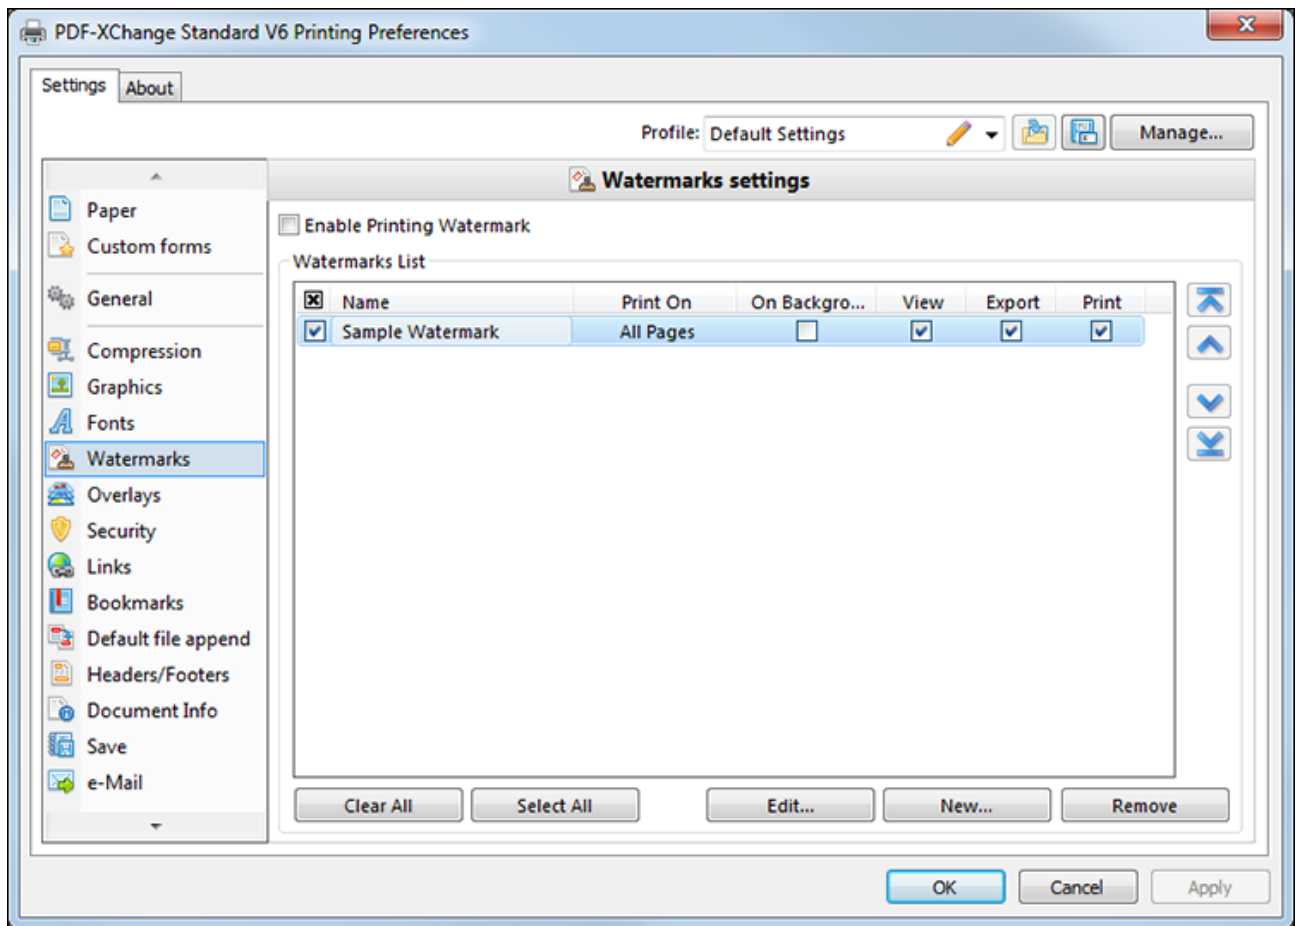 PDF-XChange Standard V6 Printing Preferences
Settings
About
Profile: Default Settings
Manage...
Paper
Custom forms
General
Compression
Graphics
Fonts
Watermarks
Overlays
Security
Links
Bookmarks
Default file append
Headers/Footers
Document Info
Save
e-Mail
Watermarks settings
Enable Printing Watermark
Watermarks List
Name Print On On Backgro... View Export Print
Sample Watermark All Pages
Clear All Select All Edit... New... Remove
OK Cancel Apply